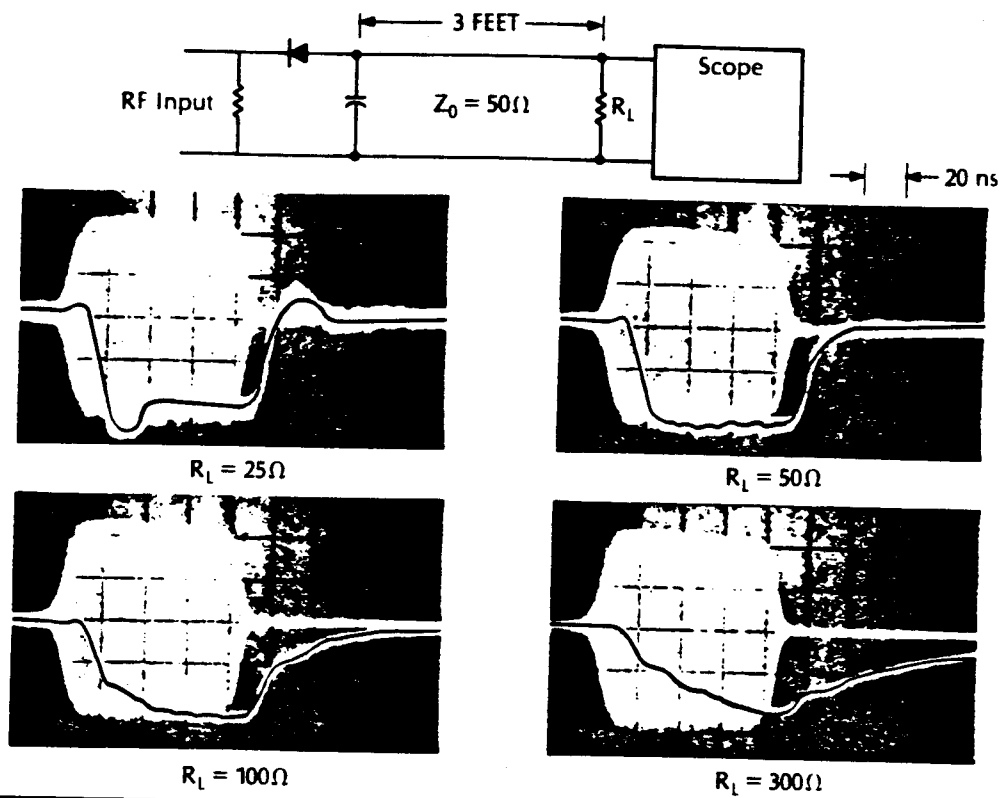 3 FEET
Scope
RF Input
Z₀ = 50Ω
R_L
20 ns
R_L = 25Ω
R_L = 50Ω
R_L = 100Ω
R_L = 300Ω